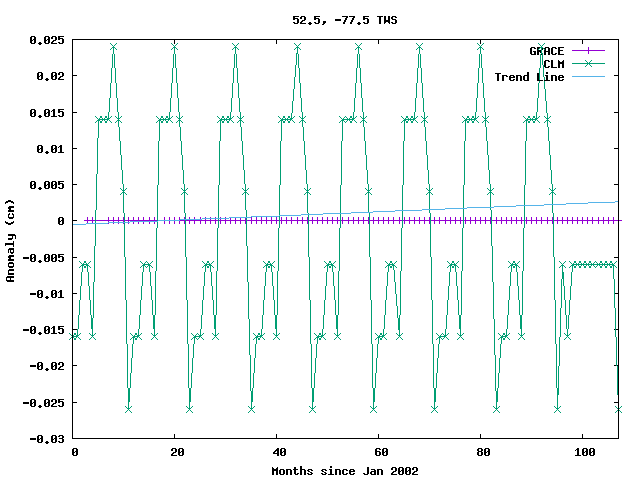 52.5, -77.5 TWS
GRACE
CLM
Trend Line
0.025
0.02
0.015
0.01
0.005
0
-0.005
-0.01
-0.015
-0.02
-0.025
-0.03
Anomaly (cm)
0 20 40 60 80 100
Months since Jan 2002